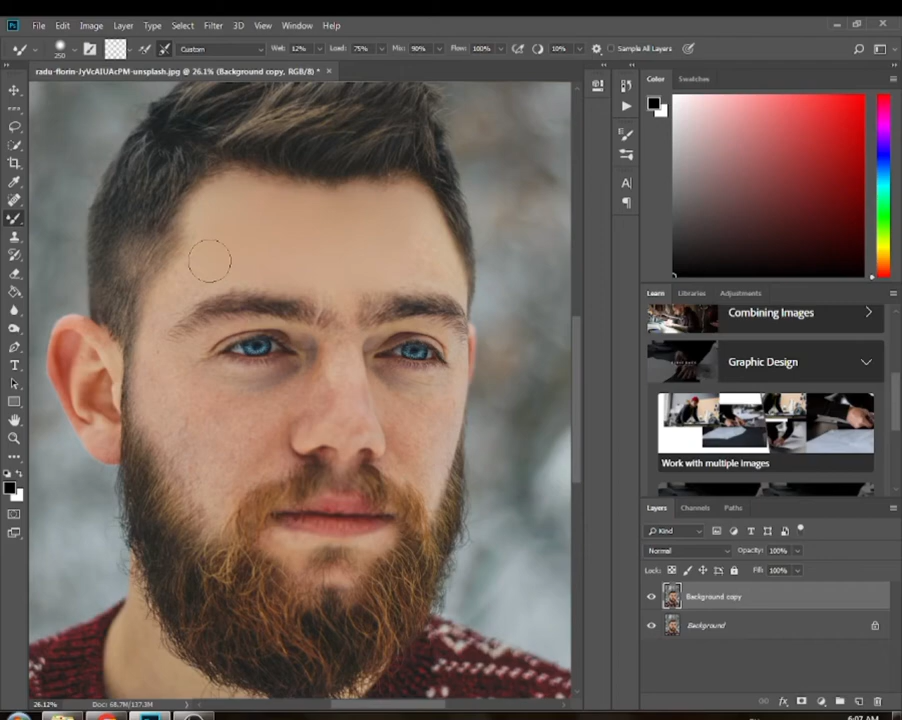 Ps File Edit Image Layer Type Select Filter 3D View Window Help
250 Custom Wet: 12% Load: 75% Mix: 90% Flow: 100% 10% Sample All Layers
radu-florin-JyVcAIUAcPM-unsplash.jpg @ 26.1% (Background copy, RGB/8) *
Color Swatches
Learn Libraries Adjustments
Combining Images
Graphic Design
Work with multiple images
Layers Channels Paths
Kind
Normal Opacity: 100%
Lock: Fill: 100%
Background copy
Background
26.12% Doc: 68.7M/137.3M
6:07 AM